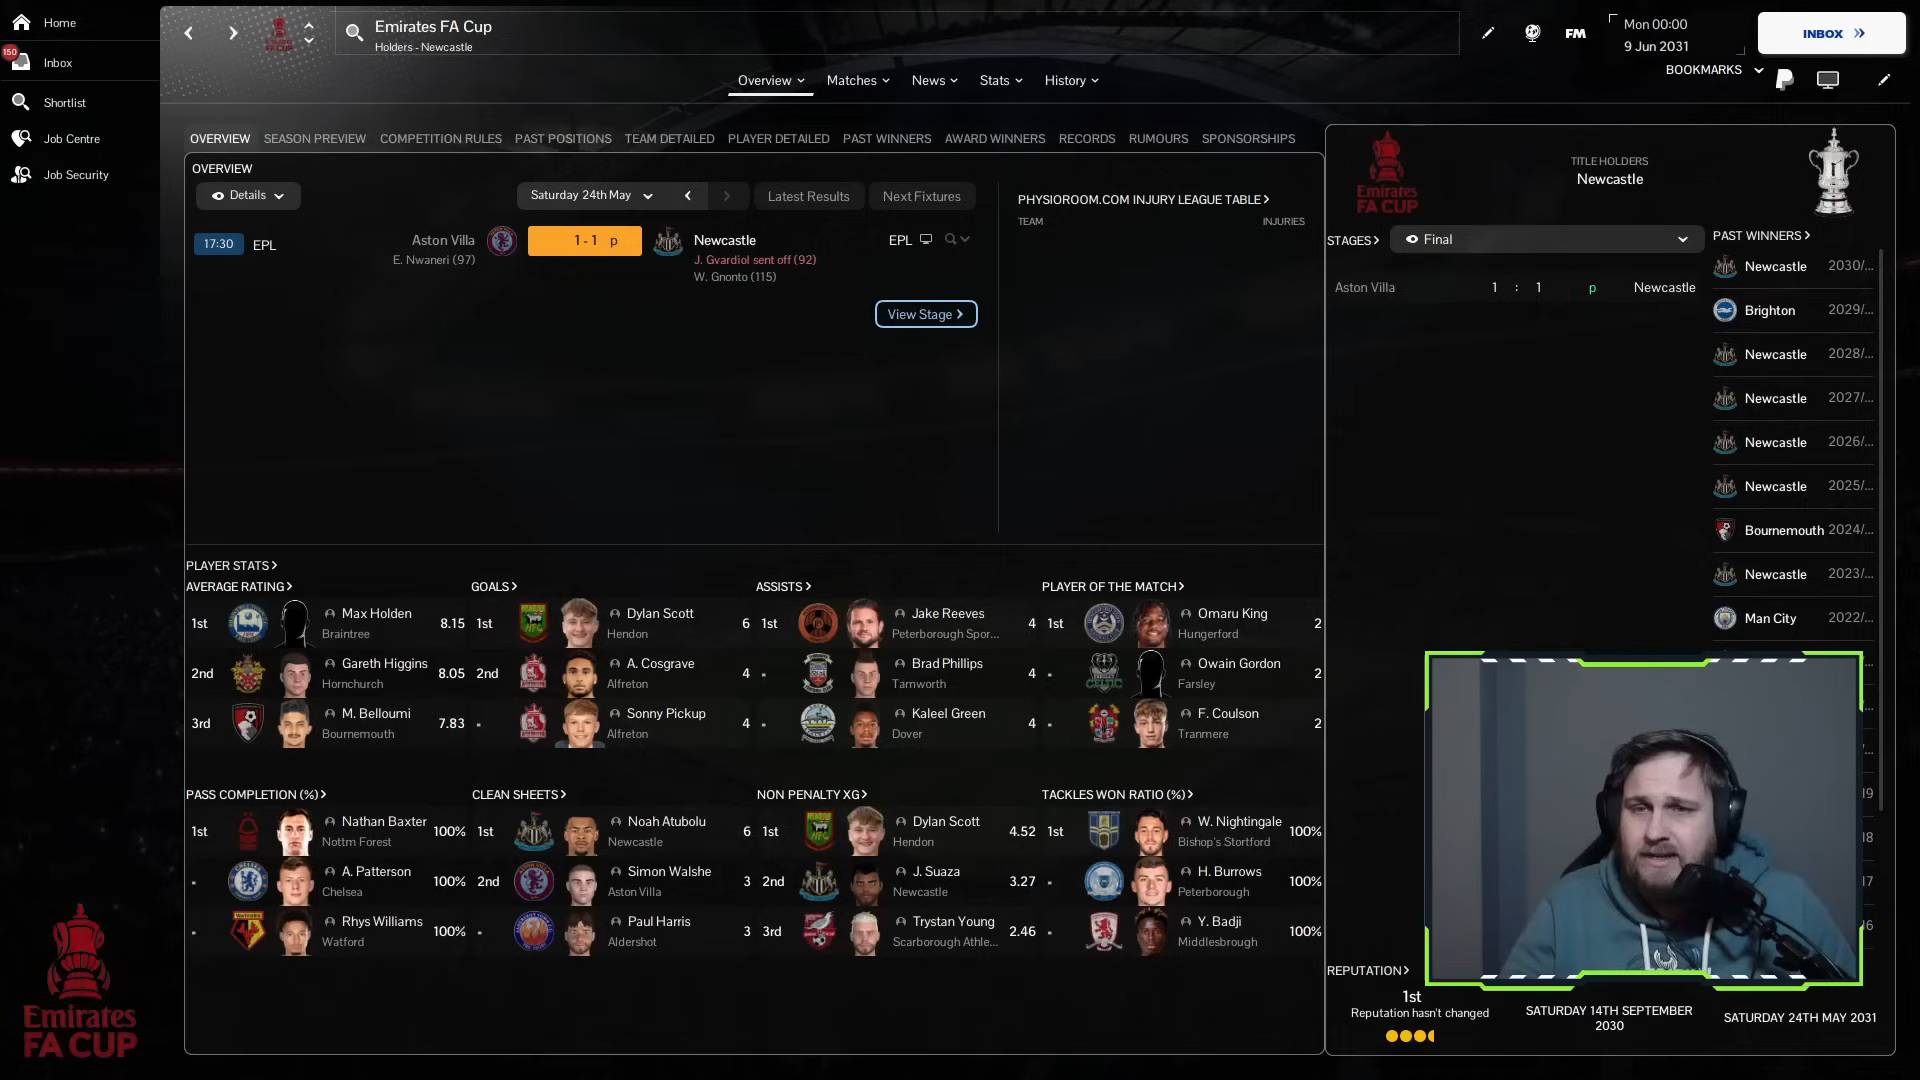 Home
150
Inbox
Shortlist
Job Centre
Job Security
Emirates FA Cup
Holders - Newcastle
FM
Mon 00:00
9 Jun 2031
INBOX
BOOKMARKS
Overview
Matches
News
Stats
History
OVERVIEW SEASON PREVIEW COMPETITION RULES PAST POSITIONS TEAM DETAILED PLAYER DETAILED PAST WINNERS AWARD WINNERS RECORDS RUMOURS SPONSORSHIPS
OVERVIEW
Details
Saturday 24th May
Latest Results
Next Fixtures
17:30 EPL Aston Villa 1 - 1 p Newcastle EPL
E. Nwaneri (97)
J. Gvardiol sent off (92)
W. Gnonto (115)
View Stage
PHYSIOROOM.COM INJURY LEAGUE TABLE
TEAM INJURIES
PLAYER STATS
AVERAGE RATING
1st Max Holden 8.15
Braintree
2nd Gareth Higgins 8.05
Hornchurch
3rd M. Belloumi 7.83
Bournemouth
GOALS
1st Dylan Scott 6
Hendon
2nd A. Cosgrave 4
Alfreton
- Sonny Pickup 4
Alfreton
ASSISTS
1st Jake Reeves 4
Peterborough Spor...
- Brad Phillips 4
Tamworth
- Kaleel Green 4
Dover
PLAYER OF THE MATCH
1st Omaru King 2
Hungerford
- Owain Gordon 2
Farsley
- F. Coulson 2
Tranmere
PASS COMPLETION (%)
1st Nathan Baxter 100%
Nottm Forest
- A. Patterson 100%
Chelsea
- Rhys Williams 100%
Watford
CLEAN SHEETS
1st Noah Atubolu 6
Newcastle
2nd Simon Walshe 3
Aston Villa
- Paul Harris 3
Aldershot
NON PENALTY XG
1st Dylan Scott 4.52
Hendon
2nd J. Suaza 3.27
Newcastle
3rd Trystan Young 2.46
Scarborough Athle...
TACKLES WON RATIO (%)
1st W. Nightingale 100%
Bishop's Stortford
- H. Burrows 100%
Peterborough
- Y. Badji 100%
Middlesbrough
Emirates
FA CUP
TITLE HOLDERS
Newcastle
STAGES
Final
Aston Villa 1 : 1 p Newcastle
PAST WINNERS
Newcastle 2030/...
Brighton 2029/...
Newcastle 2028/...
Newcastle 2027/...
Newcastle 2026/...
Newcastle 2025/...
Bournemouth 2024/...
Newcastle 2023/...
Man City 2022/...
19
18
17
16
REPUTATION
1st
Reputation hasn't changed
SATURDAY 14TH SEPTEMBER
2030
SATURDAY 24TH MAY 2031
Emirates
FA CUP